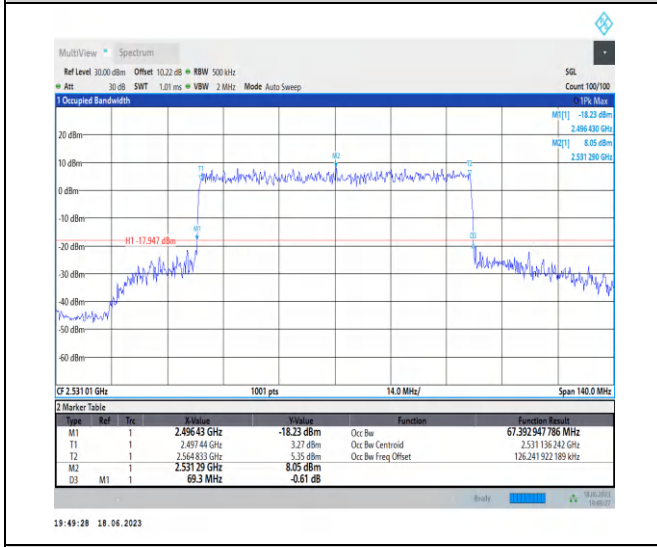 MultiView Spectrum
Ref Level 30.00 dBm Offset 10.22 dB RBW 500 kHz SGL
Att 30 dB SWT 1.01 ms VBW 2 MHz Mode Auto Sweep Count 100/100
1 Occupied Bandwidth 1Pk Max
M1[1] -18.23 dBm
2.496 430 GHz
M2[1] 8.05 dBm
2.531 290 GHz
20 dBm
10 dBm
0 dBm
-10 dBm
-20 dBm
-30 dBm
-40 dBm
-50 dBm
-60 dBm
T1
M2
T2
M1
D3
H1 -17.947 dBm
CF 2.531 01 GHz 1001 pts 14.0 MHz/ Span 140.0 MHz
2 Marker Table
Type Ref Trc X-Value Y-Value Function Function Result
M1 1 2.496 43 GHz -18.23 dBm Occ Bw 67.392 947 786 MHz
T1 1 2.497 44 GHz 3.27 dBm Occ Bw Centroid 2.531 136 242 GHz
T2 1 2.564 833 GHz 5.35 dBm Occ Bw Freq Offset 126.241 922 189 kHz
M2 1 2.531 29 GHz 8.05 dBm
D3 M1 1 69.3 MHz -0.61 dB
Ready 18.06.2023
19:49:28 18.06.2023